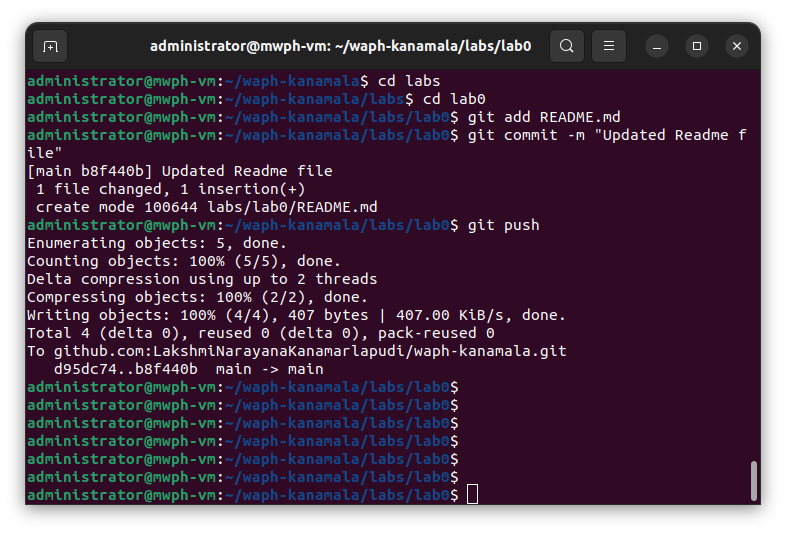 administrator@mwph-vm: ~/waph-kanamala/labs/lab0
administrator@mwph-vm:~/waph-kanamala$ cd labs
administrator@mwph-vm:~/waph-kanamala/labs$ cd lab0
administrator@mwph-vm:~/waph-kanamala/labs/lab0$ git add README.md
administrator@mwph-vm:~/waph-kanamala/labs/lab0$ git commit -m "Updated Readme f
ile"
[main b8f440b] Updated Readme file
 1 file changed, 1 insertion(+)
 create mode 100644 labs/lab0/README.md
administrator@mwph-vm:~/waph-kanamala/labs/lab0$ git push
Enumerating objects: 5, done.
Counting objects: 100% (5/5), done.
Delta compression using up to 2 threads
Compressing objects: 100% (2/2), done.
Writing objects: 100% (4/4), 407 bytes | 407.00 KiB/s, done.
Total 4 (delta 0), reused 0 (delta 0), pack-reused 0
To github.com:LakshmiNarayanaKanamarlapudi/waph-kanamala.git
   d95dc74..b8f440b  main -> main
administrator@mwph-vm:~/waph-kanamala/labs/lab0$
administrator@mwph-vm:~/waph-kanamala/labs/lab0$
administrator@mwph-vm:~/waph-kanamala/labs/lab0$
administrator@mwph-vm:~/waph-kanamala/labs/lab0$
administrator@mwph-vm:~/waph-kanamala/labs/lab0$
administrator@mwph-vm:~/waph-kanamala/labs/lab0$
administrator@mwph-vm:~/waph-kanamala/labs/lab0$